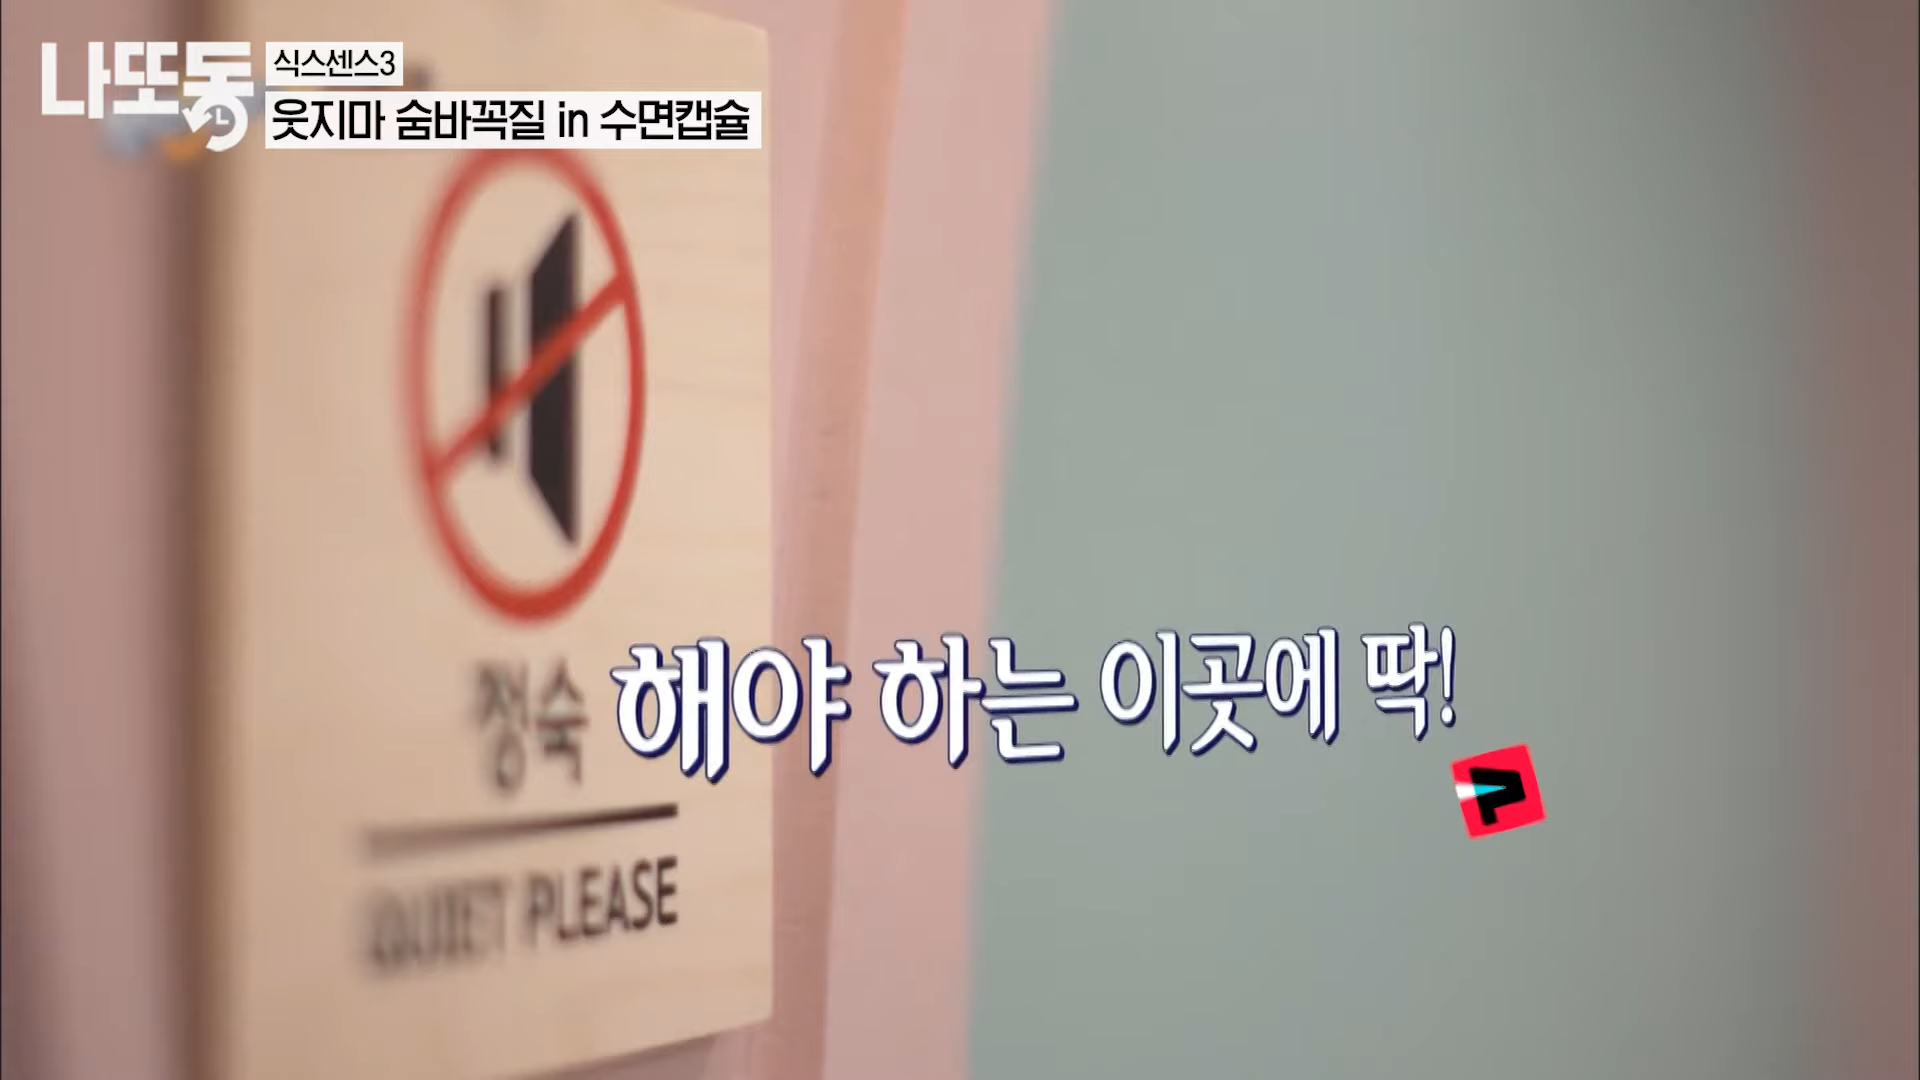 나또동
식스센스3
웃지마 숨바꼭질 in 수면캡슐
정숙
해야 하는 이곳에 딱!
QUIET PLEASE